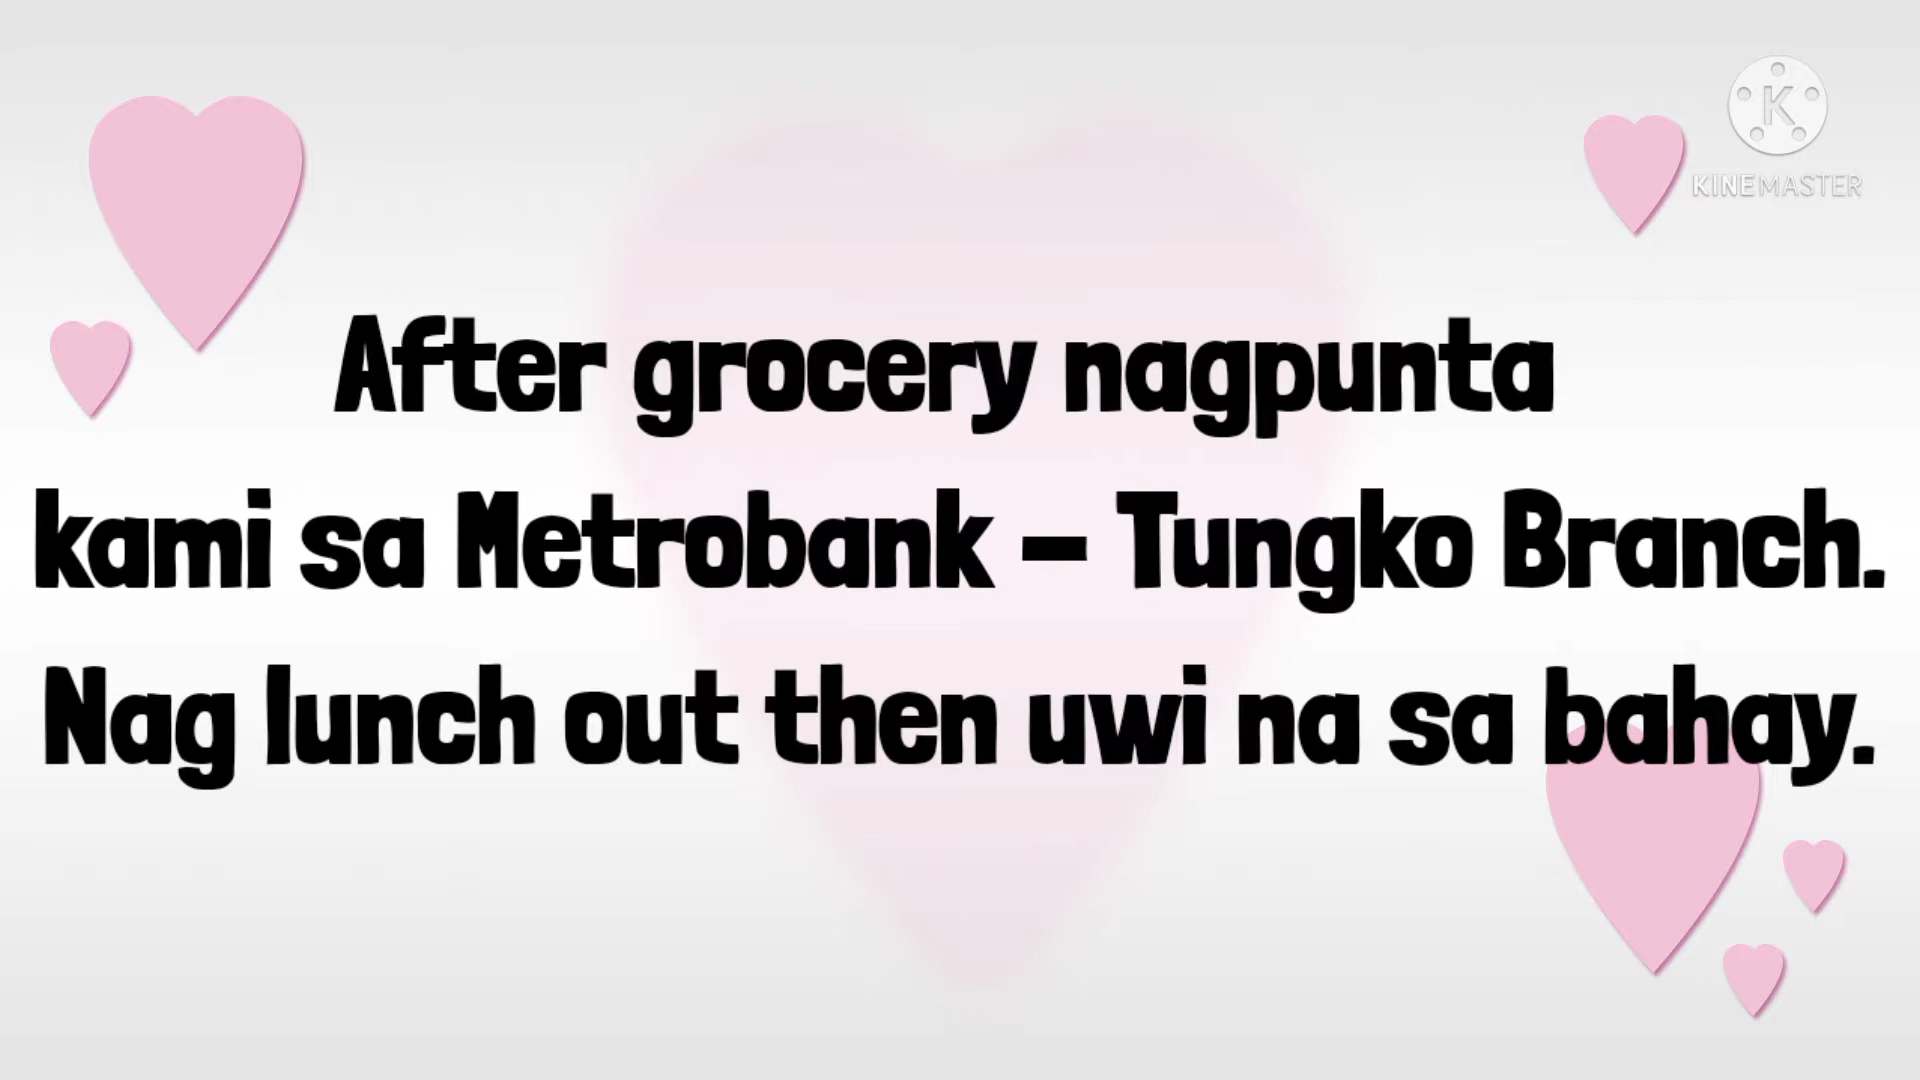 K
KINEMASTER
After grocery nagpunta
kami sa Metrobank – Tungko Branch.
Nag lunch out then uwi na sa bahay.